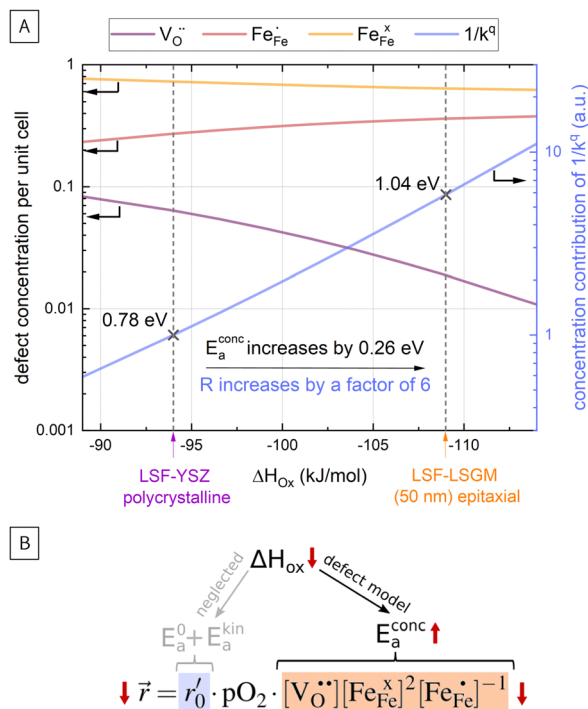 A
V_O^•• Fe_Fe^• Fe_Fe^x 1/k^q
defect concentration per unit cell
1
0.1
0.01
0.001
concentration contribution of 1/k^q (a.u.)
10
1
1.04 eV
0.78 eV
E_a^conc increases by 0.26 eV
R increases by a factor of 6
-90 -95 -100 -105 -110
LSF-YSZ
polycrystalline
ΔH_Ox (kJ/mol)
LSF-LSGM
(50 nm) epitaxial
B
ΔH_ox
neglected
defect model
E_a^0 + E_a^kin
E_a^conc
r⃗ = r_0′ · pO_2 · [V_O^••][Fe_Fe^x]^2[Fe_Fe^•]^−1